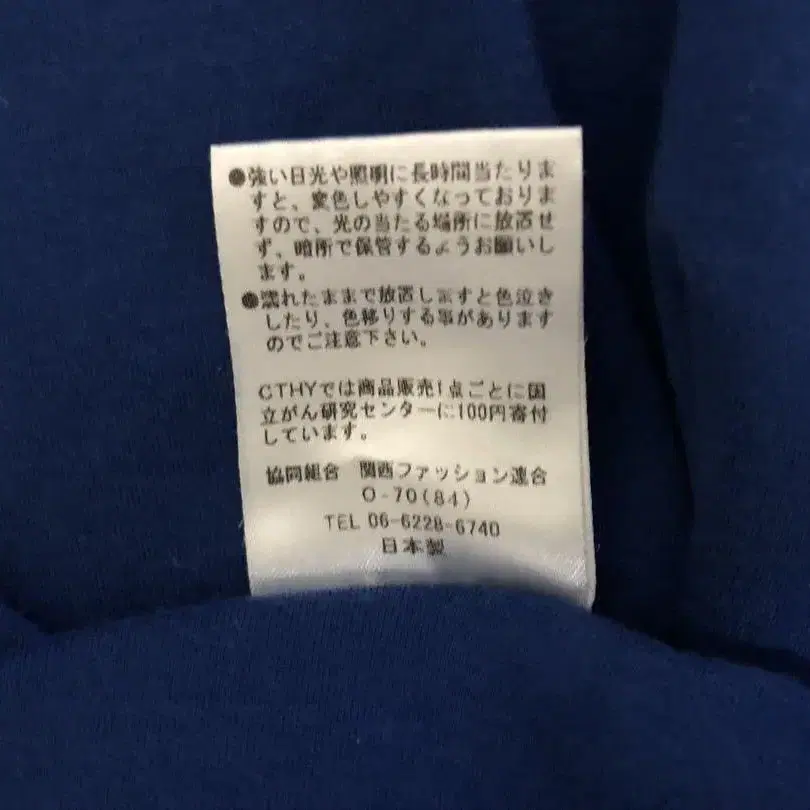 ●強い日光や照明に長時間当たりま
すと、変色しやすくなっておりま
すので、光の当たる場所に放置せ
ず、暗所で保管するようお願いし
ます。
●濡れたままで放置しますと色泣き
したり、色移りする事があります
のでご注意下さい。
CTHYでは商品販売1点ごとに国
立がん研究センターに100円寄付
しています。
協同組合 関西ファッション連合
O-70(84)
TEL 06-6228-6740
日本製